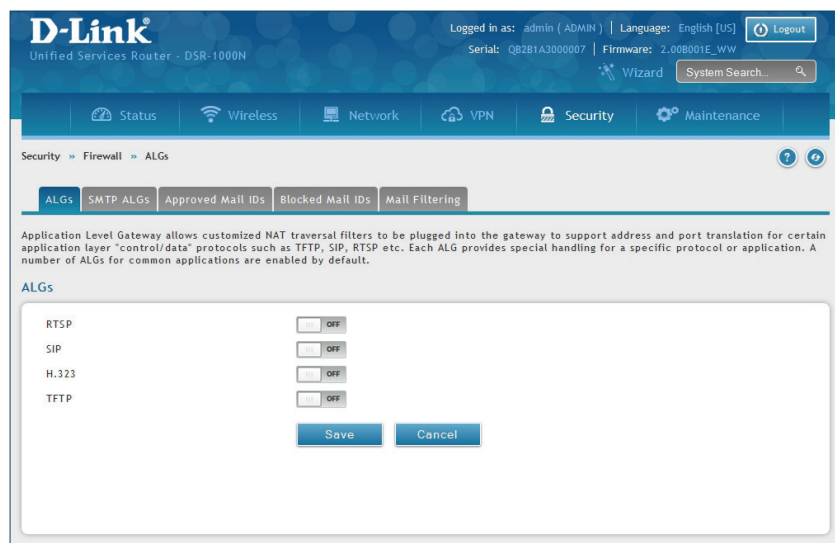 D-Link®
Unified Services Router - DSR-1000N
Logged in as: admin ( ADMIN ) | Language: English [US]
Logout
Serial: QB2B1A3000007 | Firmware: 2.00B001E_WW
Wizard
System Search...
Status
Wireless
Network
VPN
Security
Maintenance
Security » Firewall » ALGs
?
ALGs
SMTP ALGs
Approved Mail IDs
Blocked Mail IDs
Mail Filtering
Application Level Gateway allows customized NAT traversal filters to be plugged into the gateway to support address and port translation for certain
application layer "control/data" protocols such as TFTP, SIP, RTSP etc. Each ALG provides special handling for a specific protocol or application. A
number of ALGs for common applications are enabled by default.
ALGs
RTSP OFF
SIP OFF
H.323 OFF
TFTP OFF
Save
Cancel